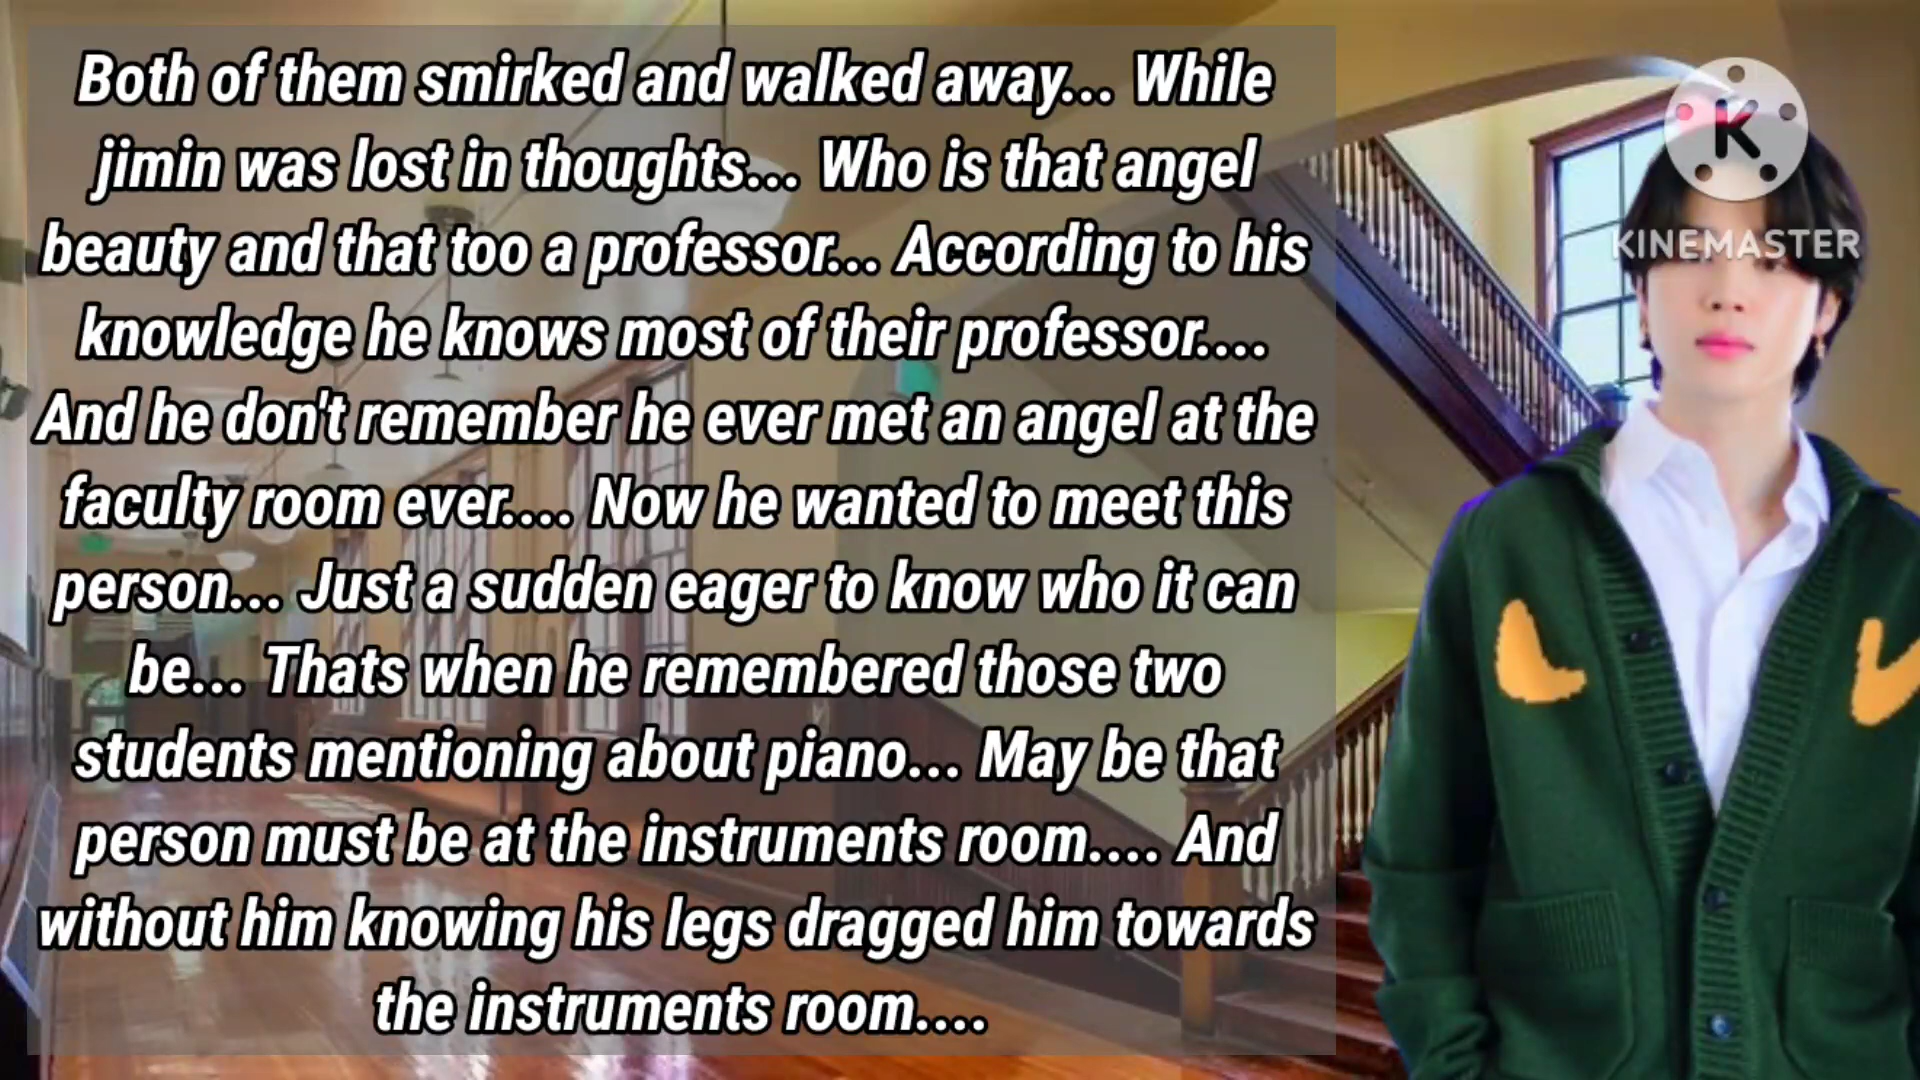 Both of them smirked and walked away... While
jimin was lost in thoughts... Who is that angel
beauty and that too a professor... According to his
knowledge he knows most of their professor....
And he don't remember he ever met an angel at the
faculty room ever.... Now he wanted to meet this
person... Just a sudden eager to know who it can
be... Thats when he remembered those two
students mentioning about piano... May be that
person must be at the instruments room.... And
without him knowing his legs dragged him towards
the instruments room....
K
KINEMASTER
L V